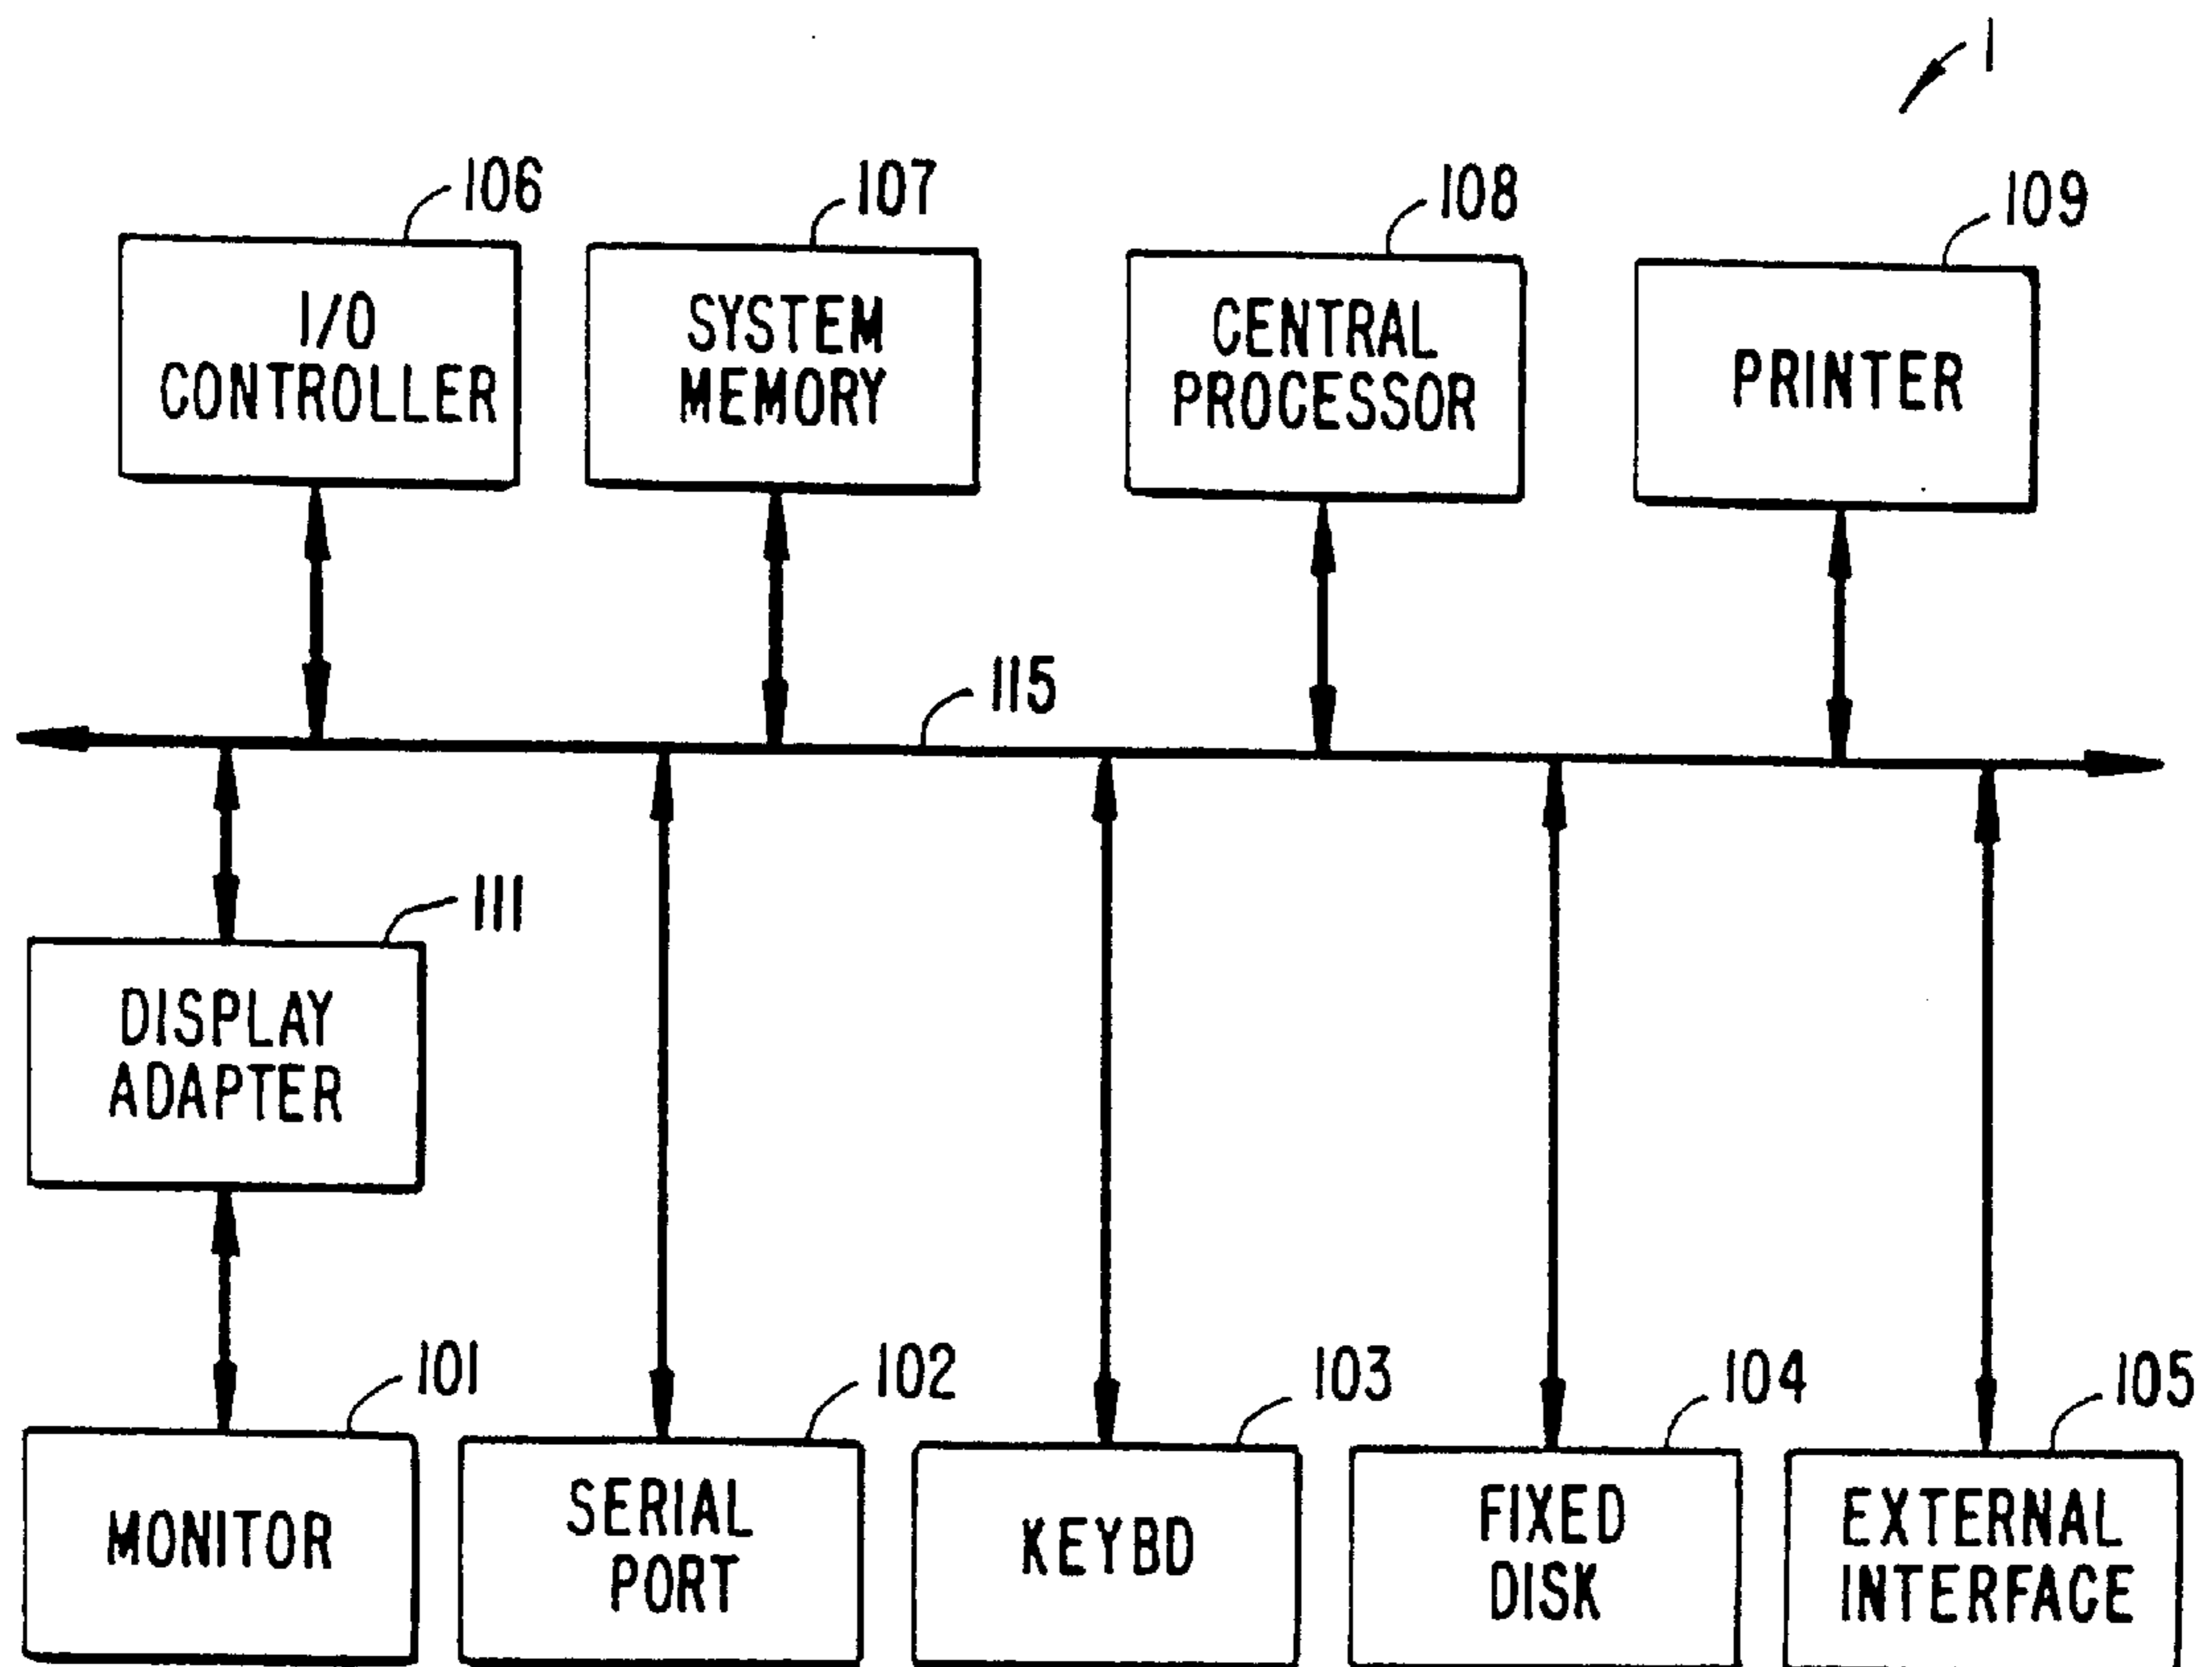 1
106
107
108
109
I/O
CONTROLLER
SYSTEM
MEMORY
CENTRAL
PROCESSOR
PRINTER
115
111
DISPLAY
ADAPTER
101
102
103
104
105
MONITOR
SERIAL
PORT
KEYBD
FIXED
DISK
EXTERNAL
INTERFACE